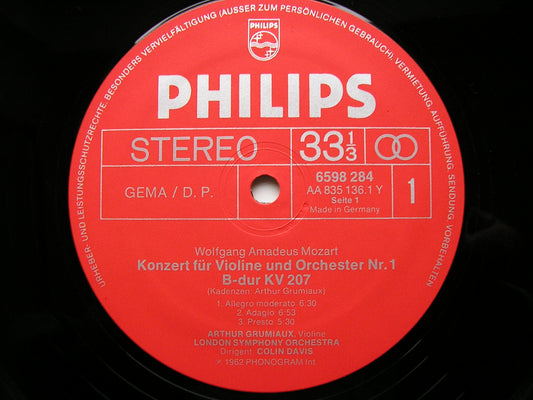 URHEBER- UND LEISTUNGSSCHUTZRECHTE, BESONDERS VERVIELFÄLTIGUNG (AUSSER ZUM PERSÖNLICHEN GEBRAUCH), VERMIETUNG, AUFFÜHRUNG, SENDUNG VORBEHALTEN
PHILIPS
PHILIPS
STEREO
33 1/3
GEMA / D. P.
6598 284
AA 835 136.1 Y
Seite 1
Made in Germany
1
Wolfgang Amadeus Mozart
Konzert für Violine und Orchester Nr. 1
B-dur KV 207
(Kadenzen: Arthur Grumiaux)
1. Allegro moderato 6:30
2. Adagio 6:53
3. Presto 5:30
ARTHUR GRUMIAUX, Violine
LONDON SYMPHONY ORCHESTRA
Dirigent: COLIN DAVIS
℗ 1962 PHONOGRAM Int.